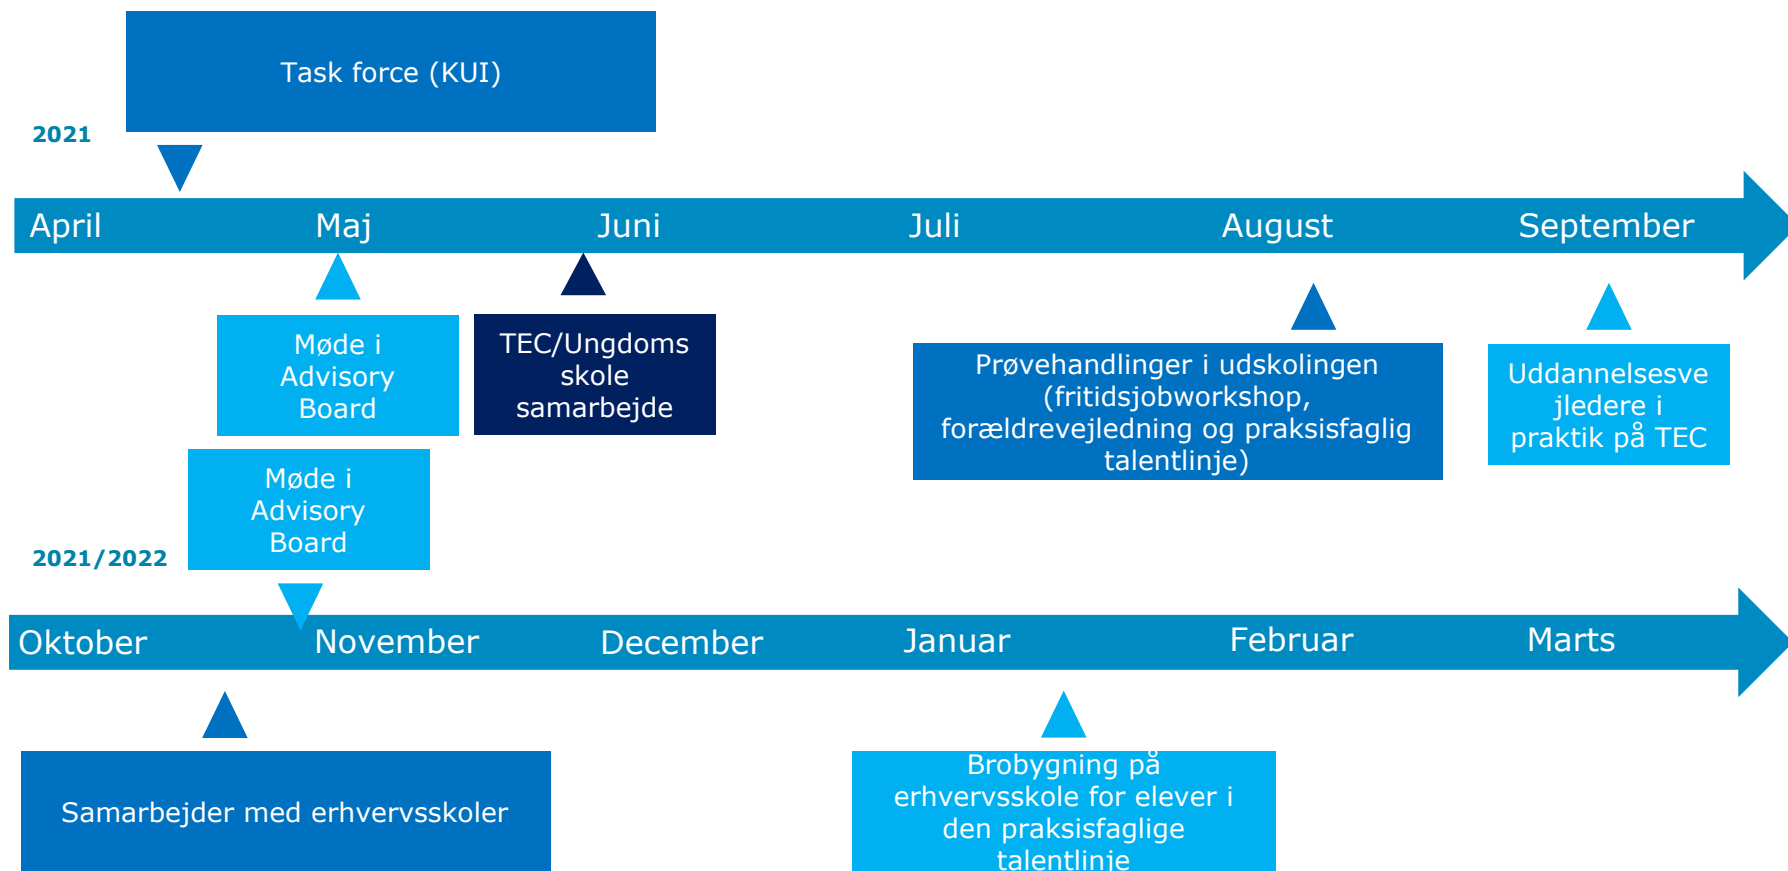 Task force (KUI)
2021
April
Maj
Juni
Juli
August
September
Møde i
Advisory
Board
TEC/Ungdoms
skole
samarbejde
Prøvehandlinger i udskolingen
(fritidsjobworkshop,
forældrevejledning og praksisfaglig
talentlinje)
Uddannelsesve
jledere i
praktik på TEC
Møde i
Advisory
Board
2021/2022
Oktober
November
December
Januar
Februar
Marts
Samarbejder med erhvervsskoler
Brobygning på
erhvervsskole for elever i
den praksisfaglige
talentlinje